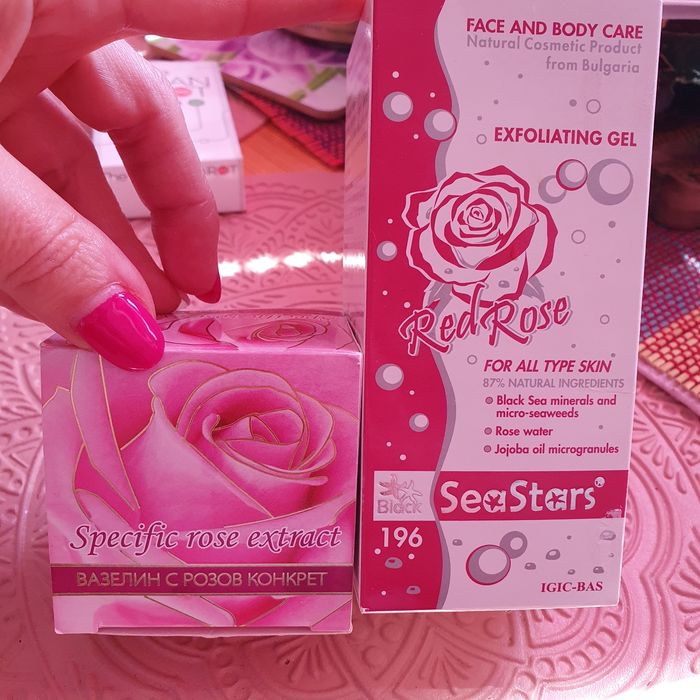 FACE AND BODY CARE
Natural Cosmetic Product
from Bulgaria
EXFOLIATING GEL
Red Rose
FOR ALL TYPE SKIN
87% NATURAL INGREDIENTS
Black Sea minerals and
micro-seaweeds
Rose water
Jojoba oil microgranules
Black
SeaStars
196
IGIC-BAS
Specific rose extract
ВАЗЕЛИН С РОЗОВ КОНКРЕТ